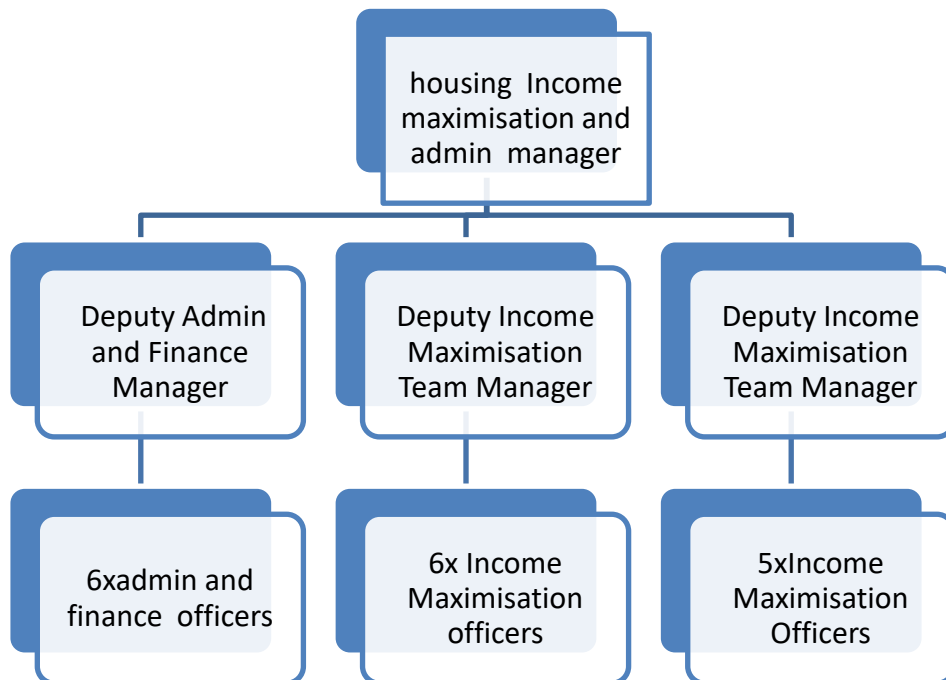 housing Income
maximisation and
admin manager
Deputy Admin
and Finance
Manager
Deputy Income
Maximisation
Team Manager
Deputy Income
Maximisation
Team Manager
6xadmin and
finance officers
6x Income
Maximisation
officers
5xIncome
Maximisation
Officers